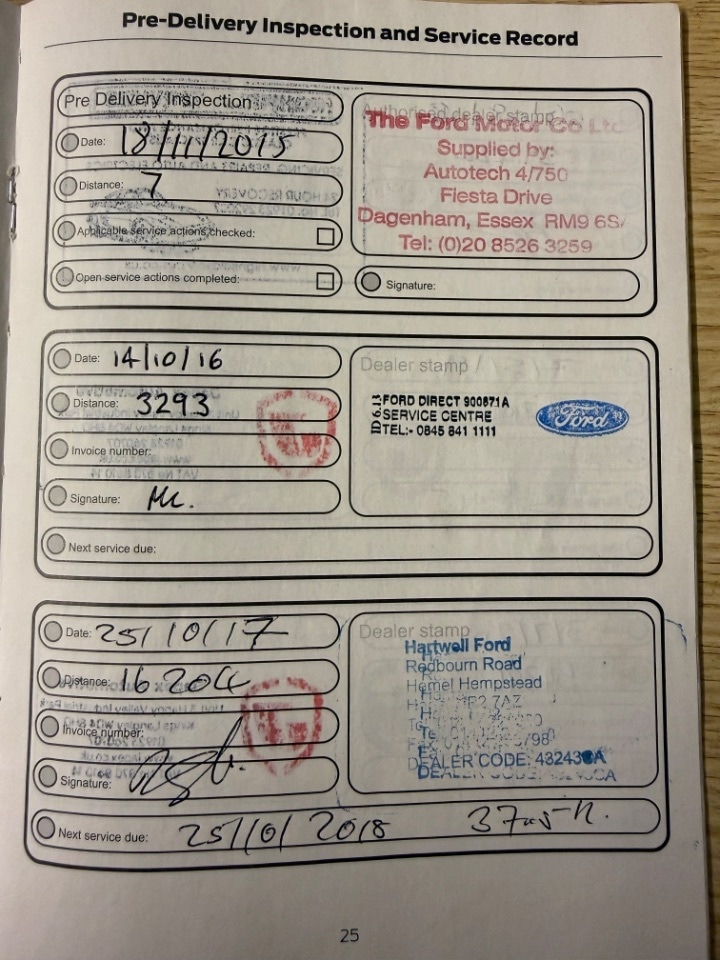 Pre-Delivery Inspection and Service Record
Pre Delivery Inspection
Date: 18/11/2015
Distance: 7
Applicable service actions checked:
Open service actions completed:
Authorised dealer stamp
The Ford Motor Co Ltd
Supplied by:
Autotech 4/750
Fiesta Drive
Dagenham, Essex RM9 6S
Tel: (0)20 8526 3259
Signature:
Date: 14/10/16
Distance: 3293
Invoice number:
Signature:
Dealer stamp
FORD DIRECT 900871A
SERVICE CENTRE
TEL:- 0845 841 1111
Ford
Next service due:
Date: 25/10/17
Distance:
Invoice number:
Signature:
Dealer stamp
Hartwell Ford
Redbourn Road
Hemel Hempstead
DEALER CODE:
Next service due: 25/10/2018
25